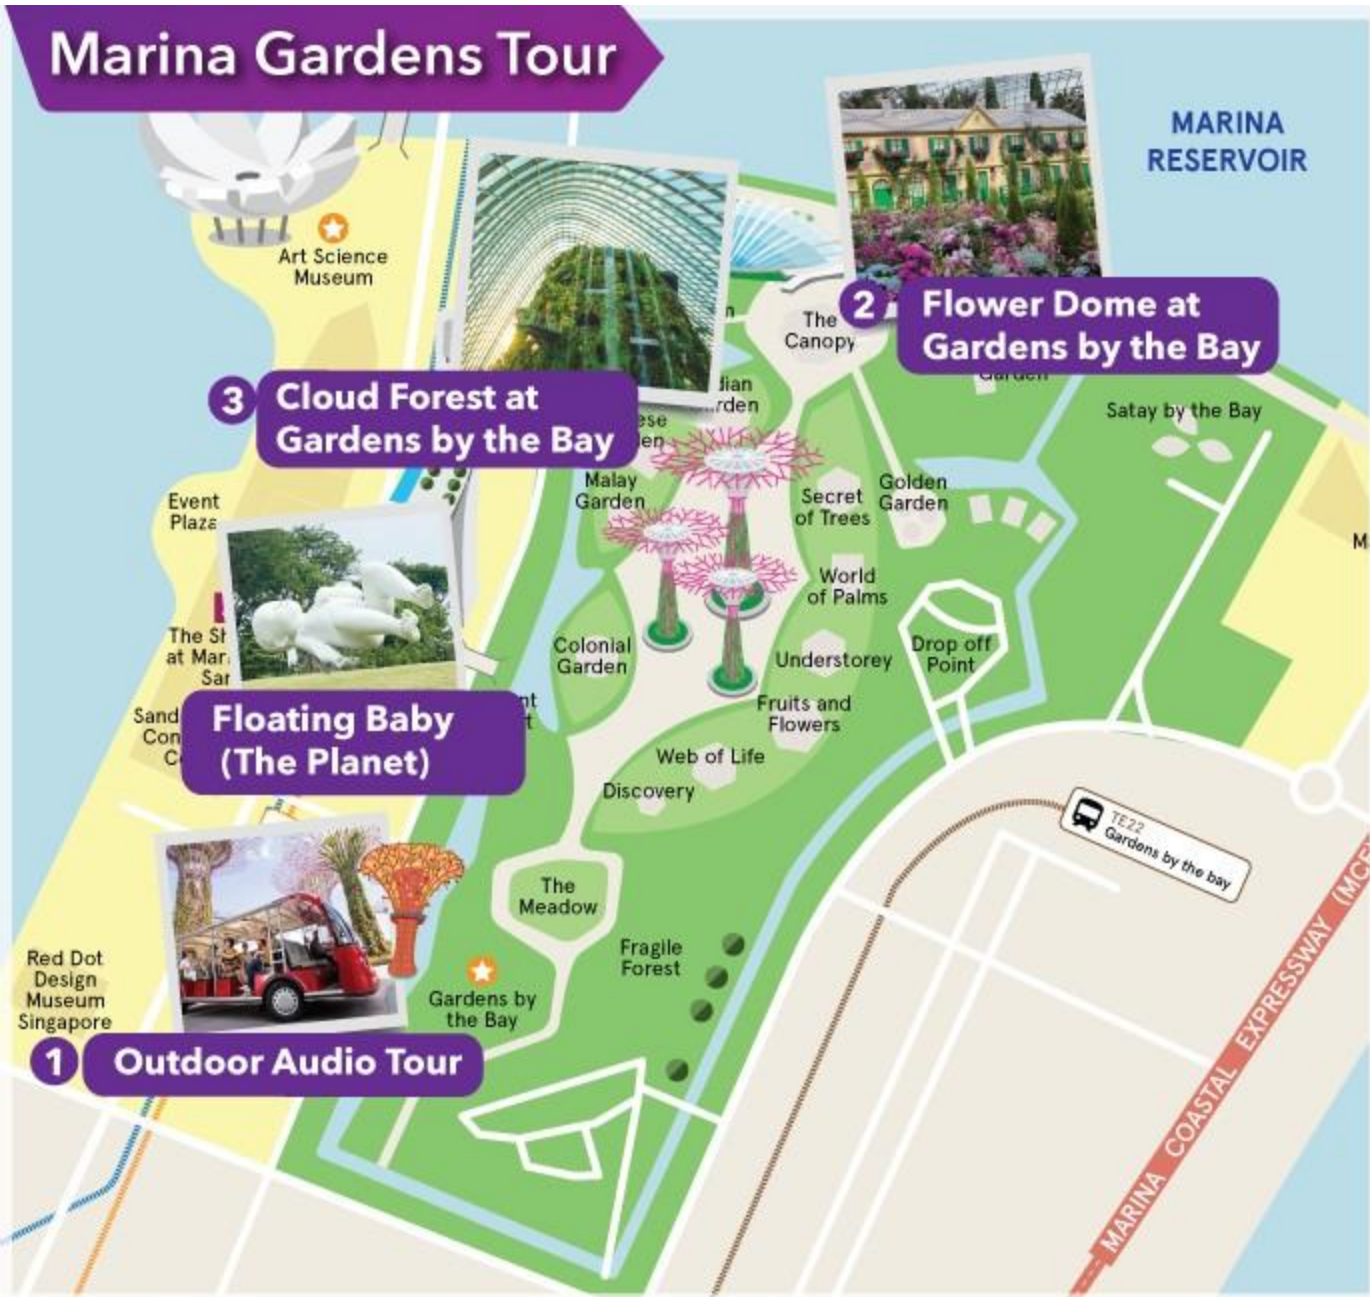 Marina Gardens Tour
MARINA
RESERVOIR
Art Science
Museum
The
Canopy
2
Flower Dome at
Gardens by the Bay
3
Cloud Forest at
Gardens by the Bay
Garden
Satay by the Bay
Malay
Garden
Secret
of Trees
Golden
Garden
Event
Plaza
World
of Palms
Colonial
Garden
Understorey
Drop off
Point
The
at
Fruits and
Flowers
Floating Baby
(The Planet)
Web of Life
Discovery
TE22
Gardens by the bay
The
Meadow
Fragile
Forest
Red Dot
Design
Museum
Singapore
Gardens by
the Bay
1
Outdoor Audio Tour
MARINA COASTAL EXPRESSWAY